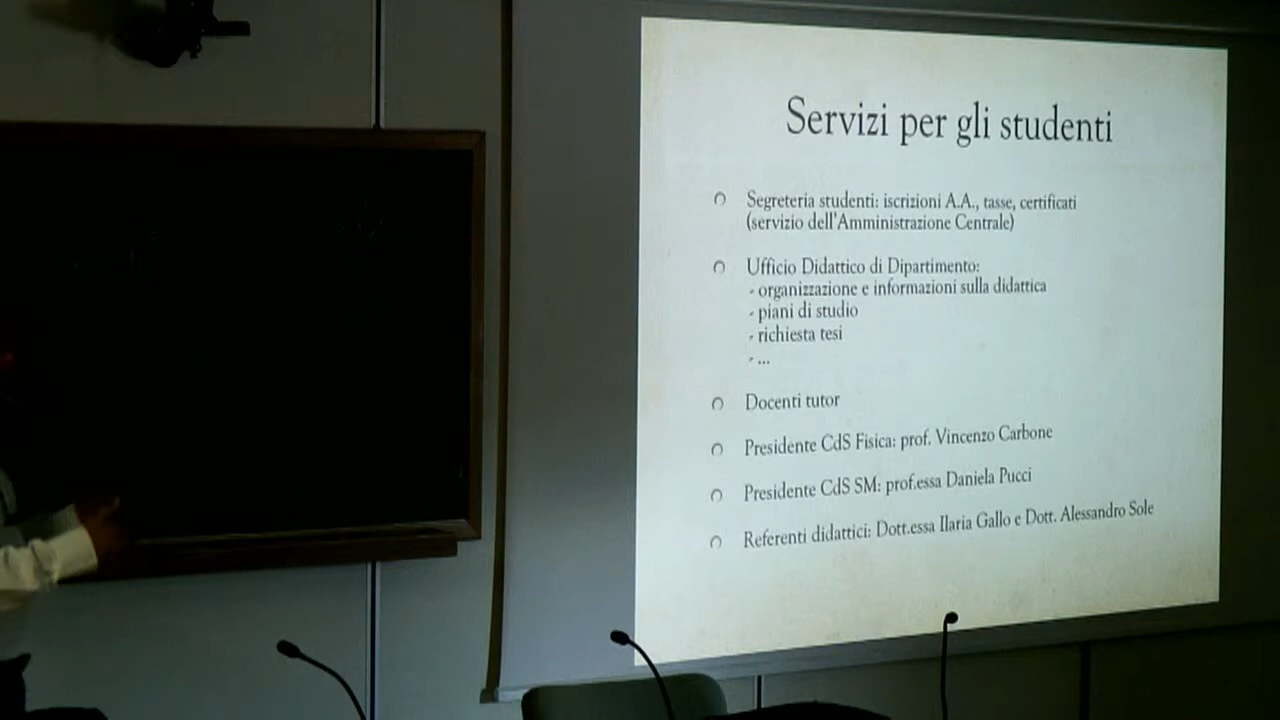 Servizi per gli studenti
Segreteria studenti: iscrizioni A.A., tasse, certificati
(servizio dell'Amministrazione Centrale)
Ufficio Didattico di Dipartimento:
- organizzazione e informazioni sulla didattica
- piani di studio
- richiesta tesi
- ...
Docenti tutor
Presidente CdS Fisica: prof. Vincenzo Carbone
Presidente CdS SM: prof.essa Daniela Pucci
Referenti didattici: Dott.essa Ilaria Gallo e Dott. Alessandro Sole